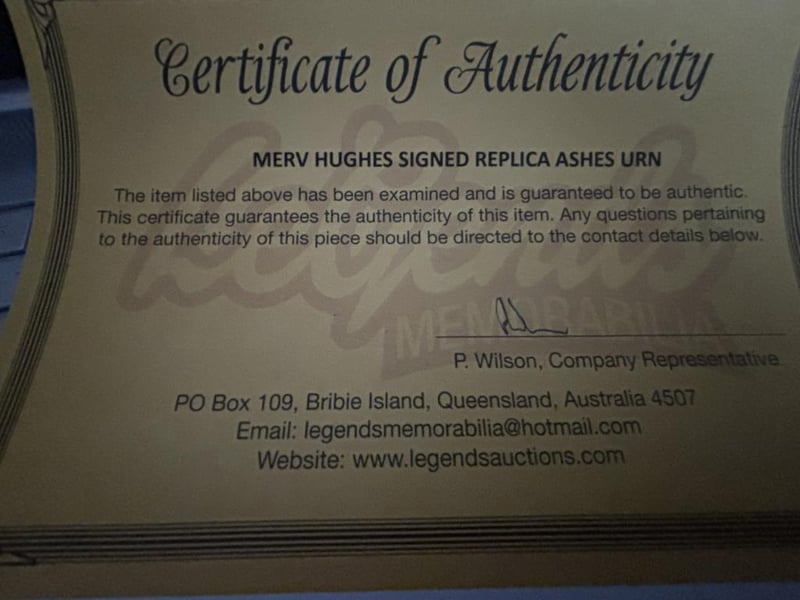 Certificate of Authenticity
MERV HUGHES SIGNED REPLICA ASHES URN
The item listed above has been examined and is guaranteed to be authentic.
This certificate guarantees the authenticity of this item. Any questions pertaining
to the authenticity of this piece should be directed to the contact details below.
Legends
MEMORABILIA
P. Wilson, Company Representative
PO Box 109, Bribie Island, Queensland, Australia 4507
Email: legendsmemorabilia@hotmail.com
Website: www.legendsauctions.com